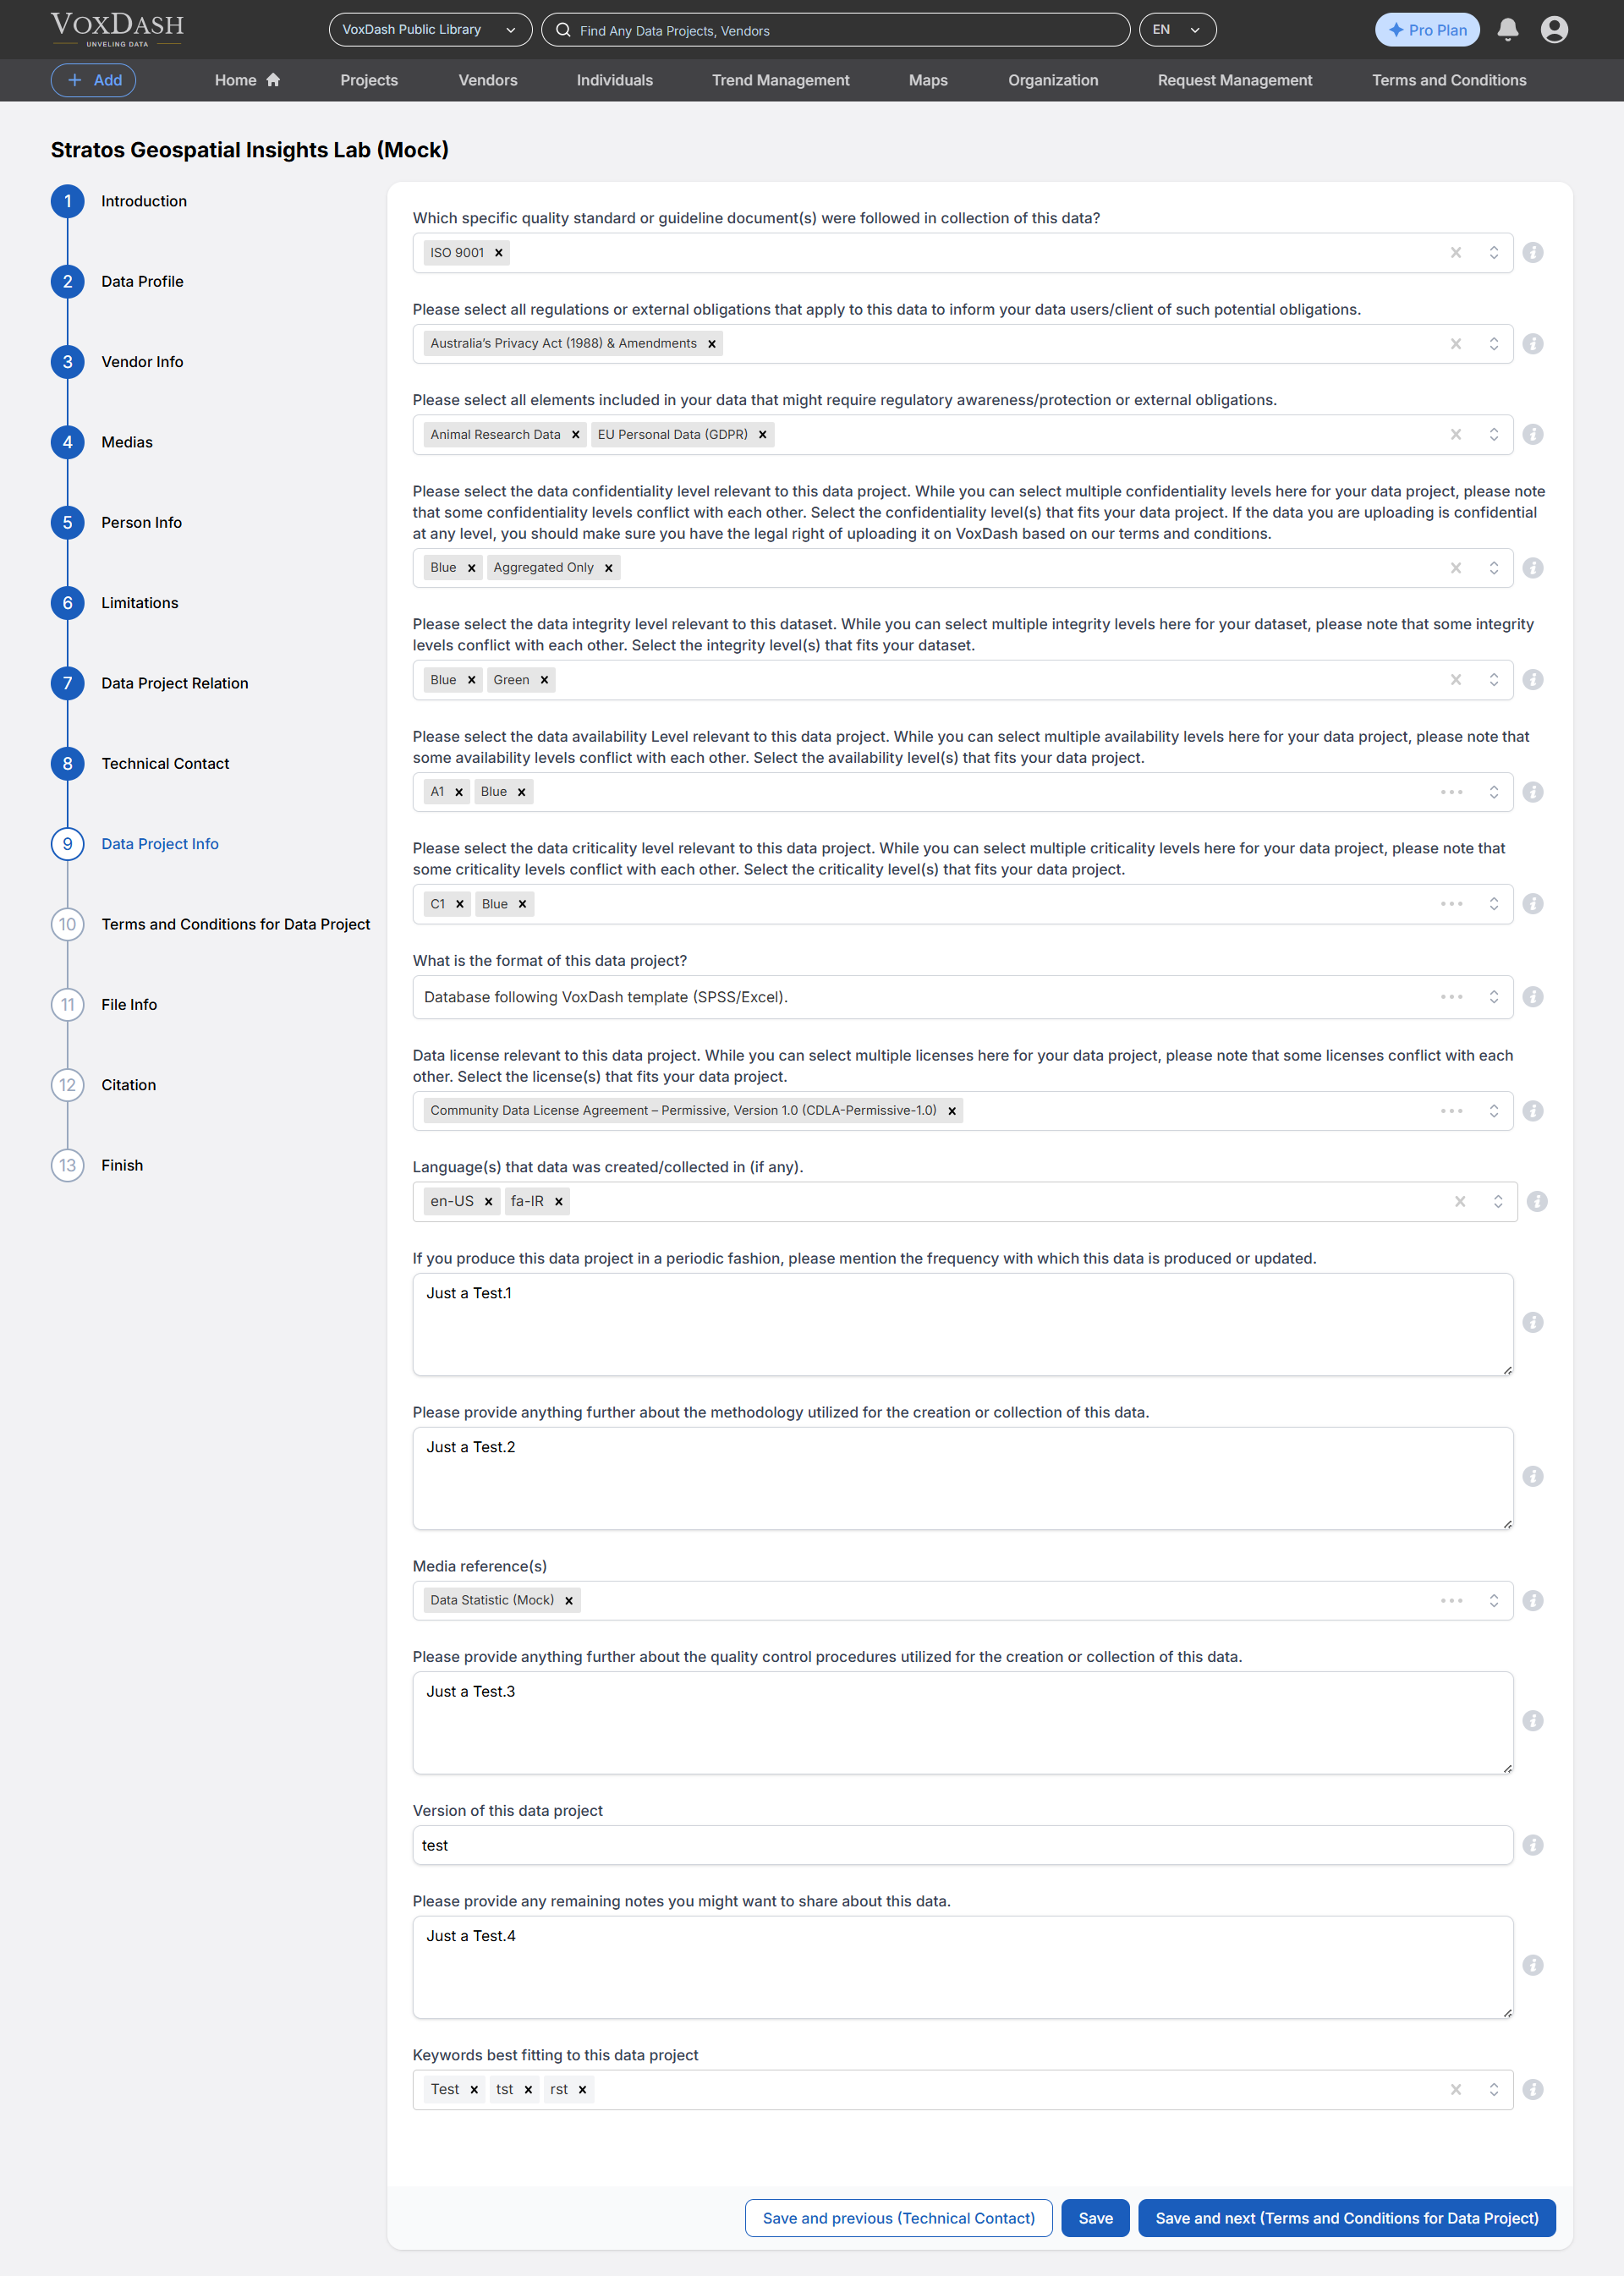 VOXDASH
UNVELING DATA
VoxDash Public Library
Find Any Data Projects, Vendors
EN
Pro Plan
Add
Home
Projects
Vendors
Individuals
Trend Management
Maps
Organization
Request Management
Terms and Conditions
Stratos Geospatial Insights Lab (Mock)
1 Introduction
2 Data Profile
3 Vendor Info
4 Medias
5 Person Info
6 Limitations
7 Data Project Relation
8 Technical Contact
9 Data Project Info
10 Terms and Conditions for Data Project
11 File Info
12 Citation
13 Finish
Which specific quality standard or guideline document(s) were followed in collection of this data?
ISO 9001
Please select all regulations or external obligations that apply to this data to inform your data users/client of such potential obligations.
Australia’s Privacy Act (1988) & Amendments
Please select all elements included in your data that might require regulatory awareness/protection or external obligations.
Animal Research Data EU Personal Data (GDPR)
Please select the data confidentiality level relevant to this data project. While you can select multiple confidentiality levels here for your data project, please note
that some confidentiality levels conflict with each other. Select the confidentiality level(s) that fits your data project. If the data you are uploading is confidential
at any level, you should make sure you have the legal right of uploading it on VoxDash based on our terms and conditions.
Blue Aggregated Only
Please select the data integrity level relevant to this dataset. While you can select multiple integrity levels here for your dataset, please note that some integrity
levels conflict with each other. Select the integrity level(s) that fits your dataset.
Blue Green
Please select the data availability Level relevant to this data project. While you can select multiple availability levels here for your data project, please note that
some availability levels conflict with each other. Select the availability level(s) that fits your data project.
A1 Blue
Please select the data criticality level relevant to this data project. While you can select multiple criticality levels here for your data project, please note that
some criticality levels conflict with each other. Select the criticality level(s) that fits your data project.
C1 Blue
What is the format of this data project?
Database following VoxDash template (SPSS/Excel).
Data license relevant to this data project. While you can select multiple licenses here for your data project, please note that some licenses conflict with each
other. Select the license(s) that fits your data project.
Community Data License Agreement – Permissive, Version 1.0 (CDLA-Permissive-1.0)
Language(s) that data was created/collected in (if any).
en-US fa-IR
If you produce this data project in a periodic fashion, please mention the frequency with which this data is produced or updated.
Just a Test.1
Please provide anything further about the methodology utilized for the creation or collection of this data.
Just a Test.2
Media reference(s)
Data Statistic (Mock)
Please provide anything further about the quality control procedures utilized for the creation or collection of this data.
Just a Test.3
Version of this data project
test
Please provide any remaining notes you might want to share about this data.
Just a Test.4
Keywords best fitting to this data project
Test tst rst
Save and previous (Technical Contact)
Save
Save and next (Terms and Conditions for Data Project)